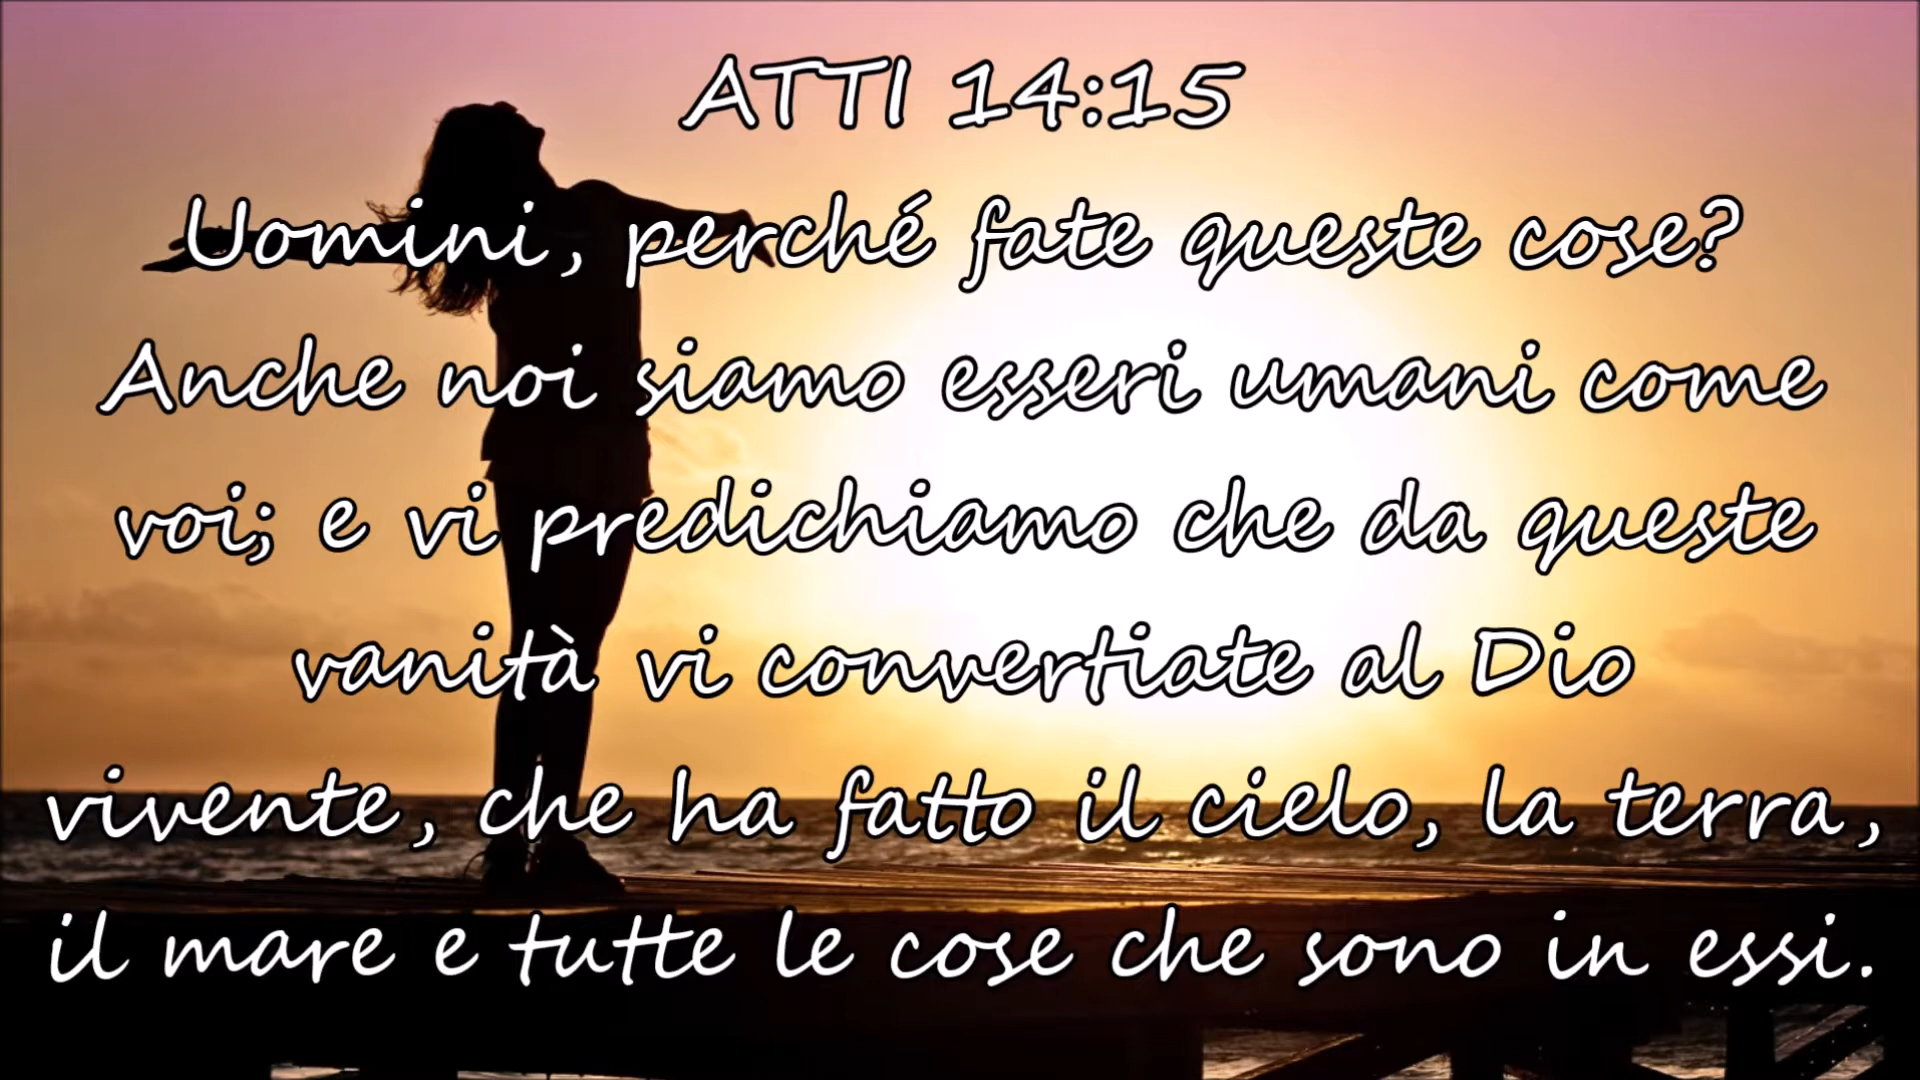 ATTI 14:15
Uomini, perché fate queste cose?
Anche noi siamo esseri umani come
voi; e vi predichiamo che da queste
vanità vi convertiate al Dio
vivente, che ha fatto il cielo, la terra,
il mare e tutte le cose che sono in essi.